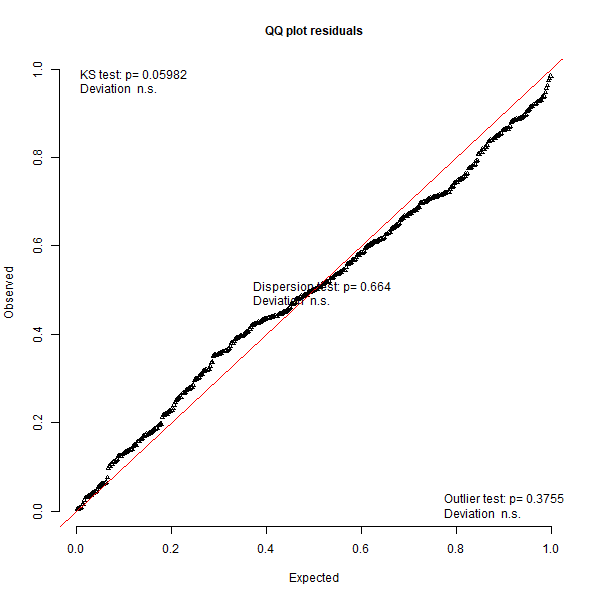 QQ plot residuals
KS test: p= 0.05982
Deviation n.s.
Dispersion test: p= 0.664
Deviation n.s.
Outlier test: p= 0.3755
Deviation n.s.
Observed
1.0
0.8
0.6
0.4
0.2
0.0
0.0 0.2 0.4 0.6 0.8 1.0
Expected